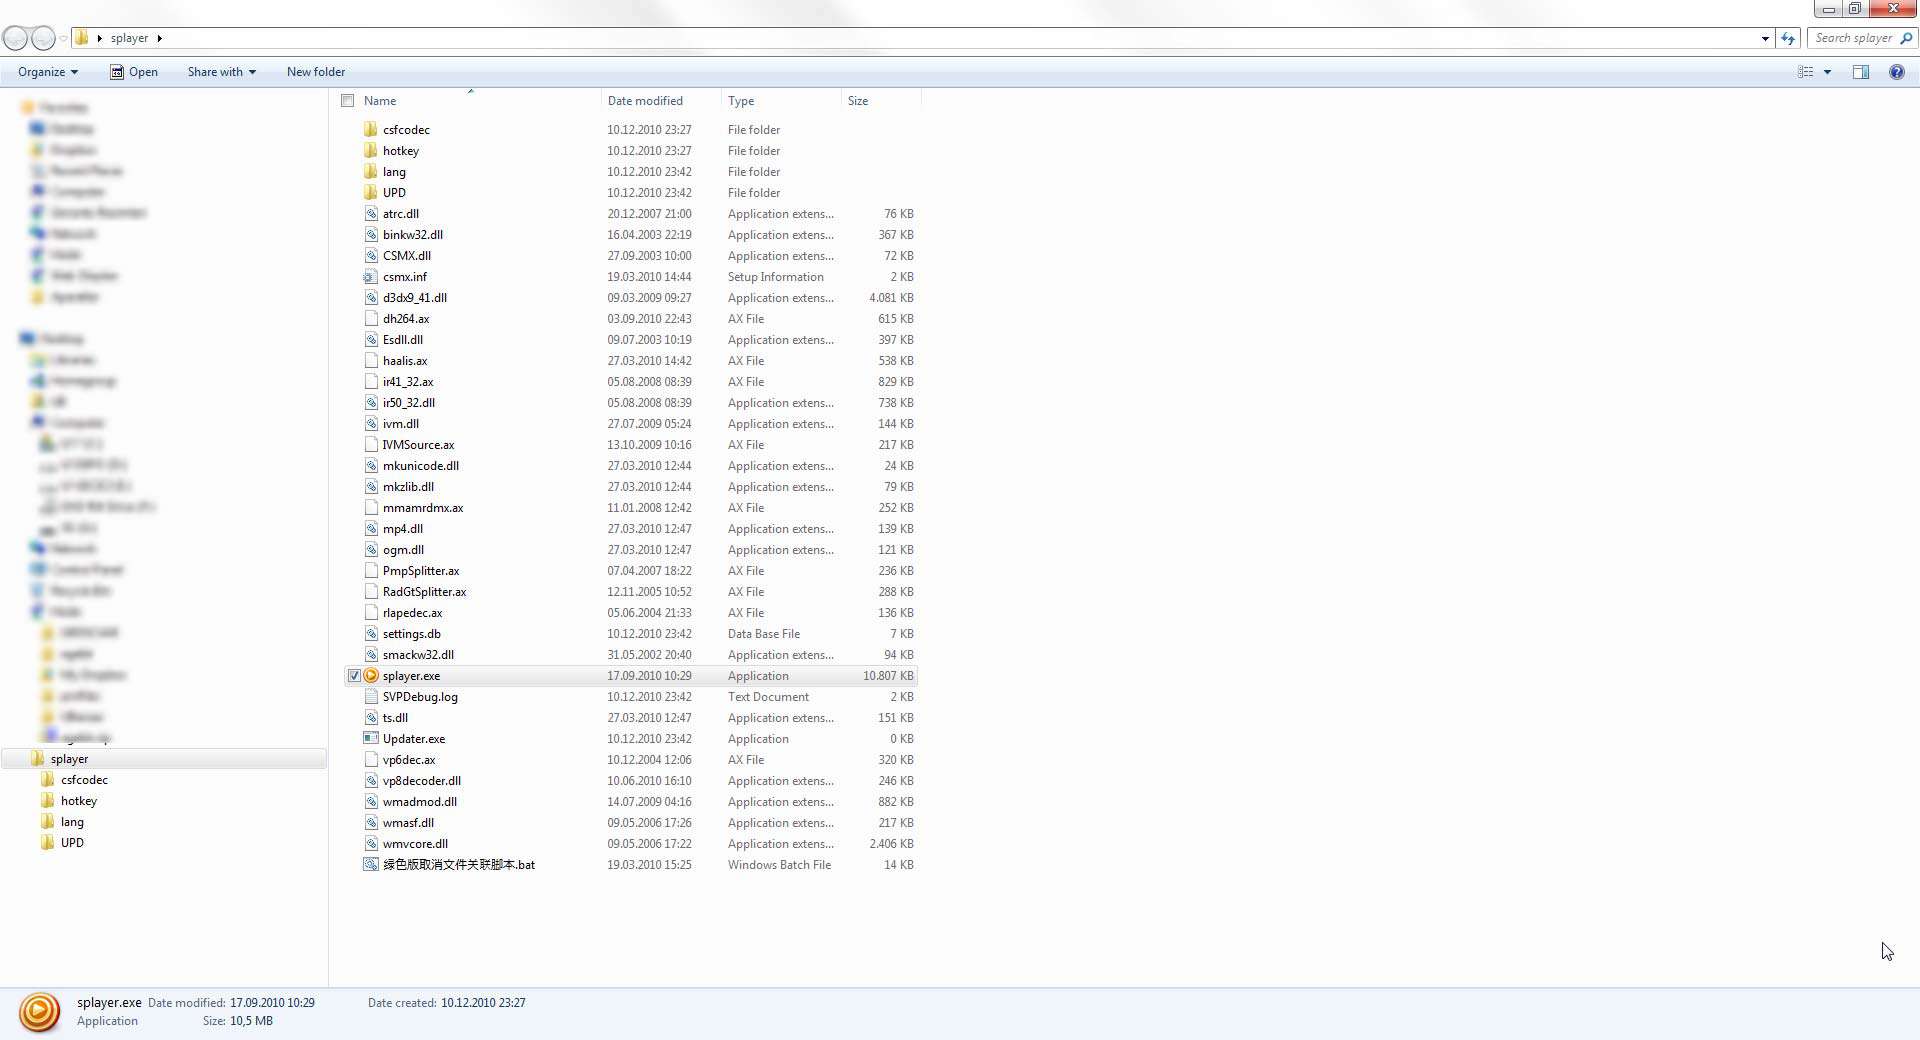 splayer
Search splayer
Organize Open Share with New folder
Name Date modified Type Size
csfcodec 10.12.2010 23:27 File folder
hotkey 10.12.2010 23:27 File folder
lang 10.12.2010 23:42 File folder
UPD 10.12.2010 23:42 File folder
atrc.dll 20.12.2007 21:00 Application extens... 76 KB
binkw32.dll 16.04.2003 22:19 Application extens... 367 KB
CSMX.dll 27.09.2003 10:00 Application extens... 72 KB
csmx.inf 19.03.2010 14:44 Setup Information 2 KB
d3dx9_41.dll 09.03.2009 09:27 Application extens... 4.081 KB
dh264.ax 03.09.2010 22:43 AX File 615 KB
Esdll.dll 09.07.2003 10:19 Application extens... 397 KB
haalis.ax 27.03.2010 14:42 AX File 538 KB
ir41_32.ax 05.08.2008 08:39 AX File 829 KB
ir50_32.dll 05.08.2008 08:39 Application extens... 738 KB
ivm.dll 27.07.2009 05:24 Application extens... 144 KB
IVMSource.ax 13.10.2009 10:16 AX File 217 KB
mkunicode.dll 27.03.2010 12:44 Application extens... 24 KB
mkzlib.dll 27.03.2010 12:44 Application extens... 79 KB
mmamrdmx.ax 11.01.2008 12:42 AX File 252 KB
mp4.dll 27.03.2010 12:47 Application extens... 139 KB
ogm.dll 27.03.2010 12:47 Application extens... 121 KB
PmpSplitter.ax 07.04.2007 18:22 AX File 236 KB
RadGtSplitter.ax 12.11.2005 10:52 AX File 288 KB
rlapedec.ax 05.06.2004 21:33 AX File 136 KB
settings.db 10.12.2010 23:42 Data Base File 7 KB
smackw32.dll 31.05.2002 20:40 Application extens... 94 KB
splayer.exe 17.09.2010 10:29 Application 10.807 KB
SVPDebug.log 10.12.2010 23:42 Text Document 2 KB
ts.dll 27.03.2010 12:47 Application extens... 151 KB
Updater.exe 10.12.2010 23:42 Application 0 KB
vp6dec.ax 10.12.2004 12:06 AX File 320 KB
vp8decoder.dll 10.06.2010 16:10 Application extens... 246 KB
wmadmod.dll 14.07.2009 04:16 Application extens... 882 KB
wmasf.dll 09.05.2006 17:26 Application extens... 217 KB
wmvcore.dll 09.05.2006 17:22 Application extens... 2.406 KB
绿色版取消文件关联脚本.bat 19.03.2010 15:25 Windows Batch File 14 KB
splayer
csfcodec
hotkey
lang
UPD
splayer.exe Date modified: 17.09.2010 10:29 Date created: 10.12.2010 23:27
Application Size: 10,5 MB